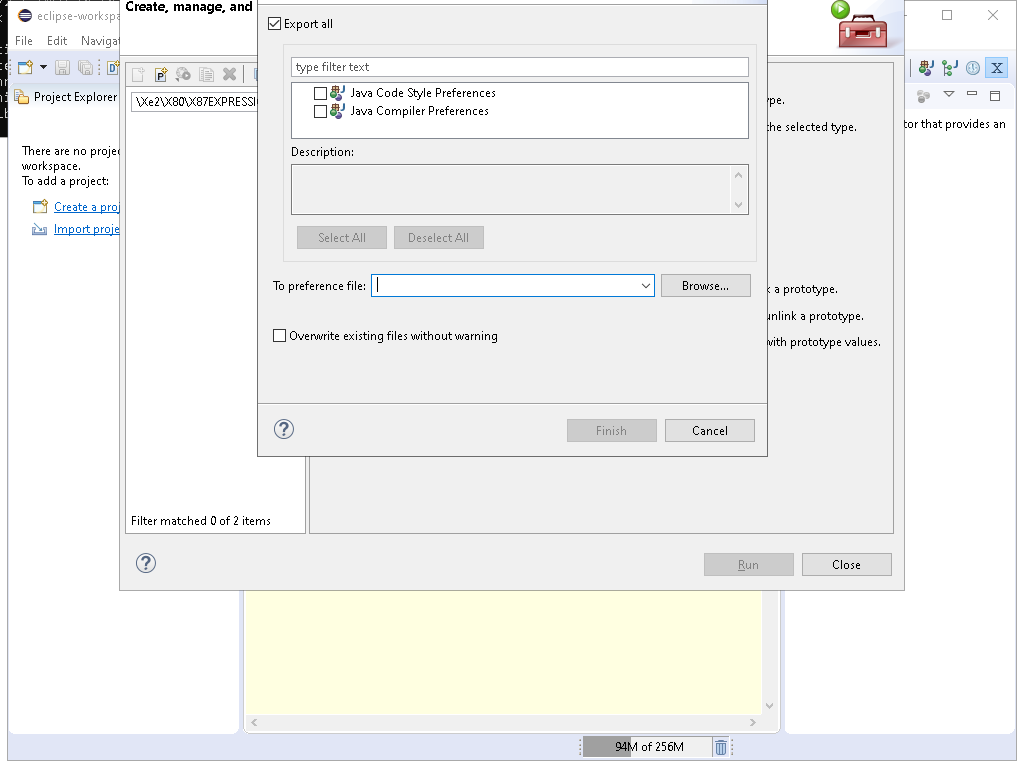 eclipse-workspa
File Edit Navigat
Project Explorer
There are no projec
workspace.
To add a project:
Create a proj
Import proje
Create, manage, and
\Xe2\X80\X87EXPRESSI
Filter matched 0 of 2 items
Export all
type filter text
Java Code Style Preferences
Java Compiler Preferences
Description:
Select All Deselect All
To preference file: Browse...
Overwrite existing files without warning
Finish Cancel
ype.
the selected type.
k a prototype.
unlink a prototype.
with prototype values.
tor that provides an
Run Close
94M of 256M